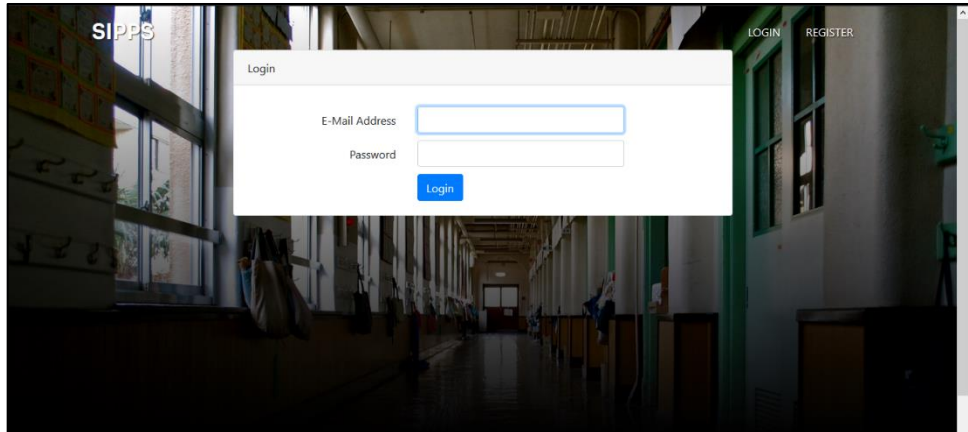 SIPPS
LOGIN REGISTER
Login
E-Mail Address
Password
Login